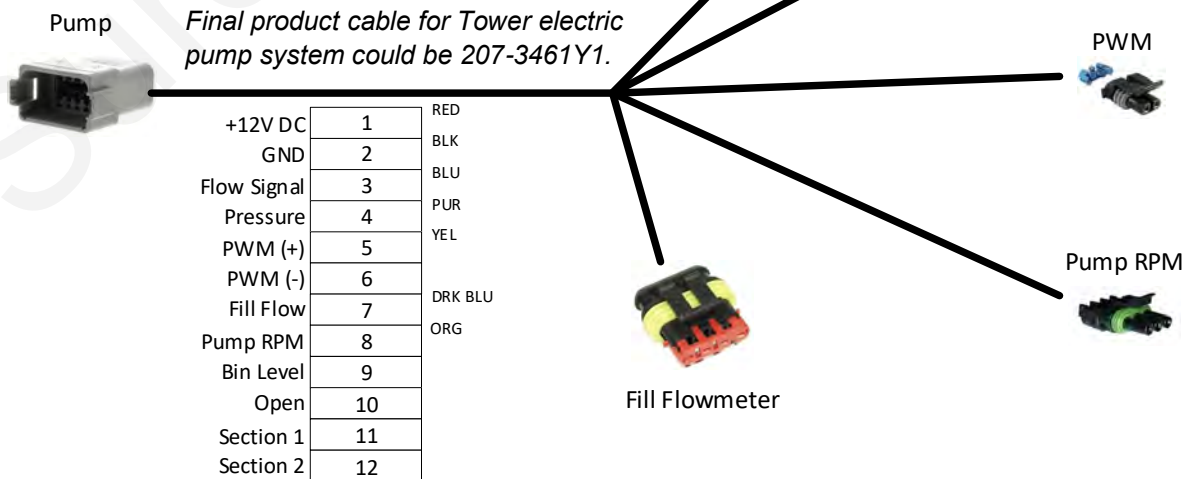 Pump
Final product cable for Tower electric
pump system could be 207-3461Y1.
PWM
+12V DC 1 RED
GND 2 BLK
Flow Signal 3 BLU
Pressure 4 PUR
PWM (+) 5 YEL
PWM (-) 6
Fill Flow 7 DRK BLU
Pump RPM 8 ORG
Bin Level 9
Open 10
Section 1 11
Section 2 12
Pump RPM
Fill Flowmeter